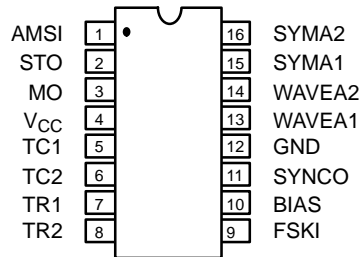 AMSI 1 16 SYMA2
STO 2 15 SYMA1
MO 3 14 WAVEA2
VCC 4 13 WAVEA1
TC1 5 12 GND
TC2 6 11 SYNCO
TR1 7 10 BIAS
TR2 8 9 FSKI